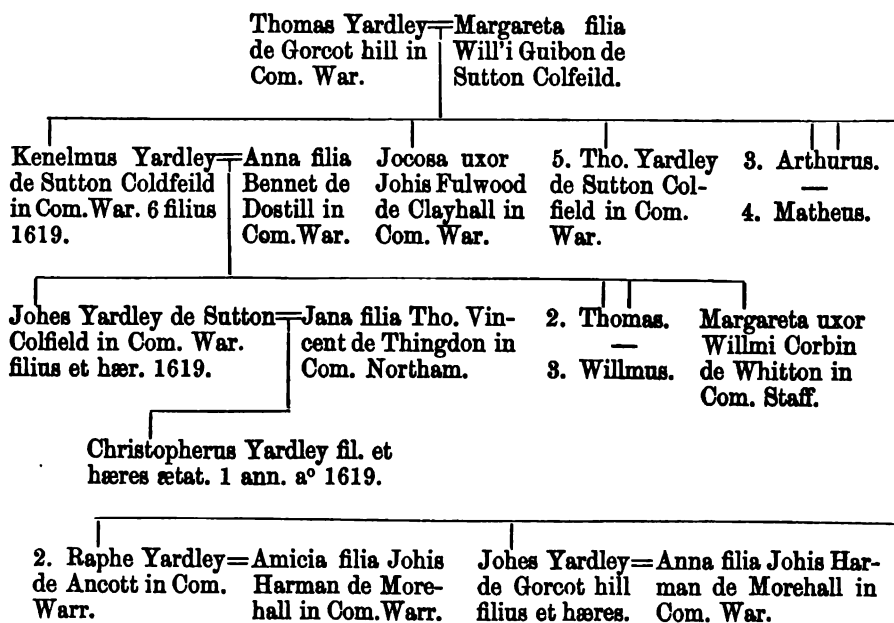 Thomas Yardley=Margareta filia
de Gorcot hill in Will'i Guibon de
Com. War. Sutton Colfeild.
Kenelmus Yardley=Anna filia Jocosa uxor 5. Tho. Yardley 3. Arthurus.
de Sutton Coldfeild Bennet de Johis Fulwood de Sutton Col- —
in Com. War. 6 filius Dostill in de Clayhall in field in Com. 4. Matheus.
1619. Com. War. Com. War. War.
Johes Yardley de Sutton=Jana filia Tho. Vin- 2. Thomas. Margareta uxor
Colfield in Com. War. cent de Thingdon in — Willmi Corbin
filius et hær. 1619. Com. Northam. 3. Willmus. de Whitton in
Com. Staff.
Christopherus Yardley fil. et
hæres ætat. 1 ann. aº 1619.
2. Raphe Yardley=Amicia filia Johis Johes Yardley=Anna filia Johis Har-
de Ancott in Com. Harman de More- de Gorcot hill man de Morehall in
Warr. hall in Com. Warr. filius et hæres. Com. War.